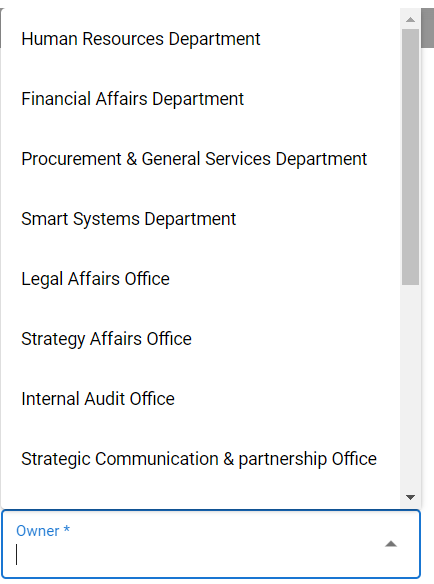 Human Resources Department
Financial Affairs Department
Procurement & General Services Department
Smart Systems Department
Legal Affairs Office
Strategy Affairs Office
Internal Audit Office
Strategic Communication & partnership Office
Owner *